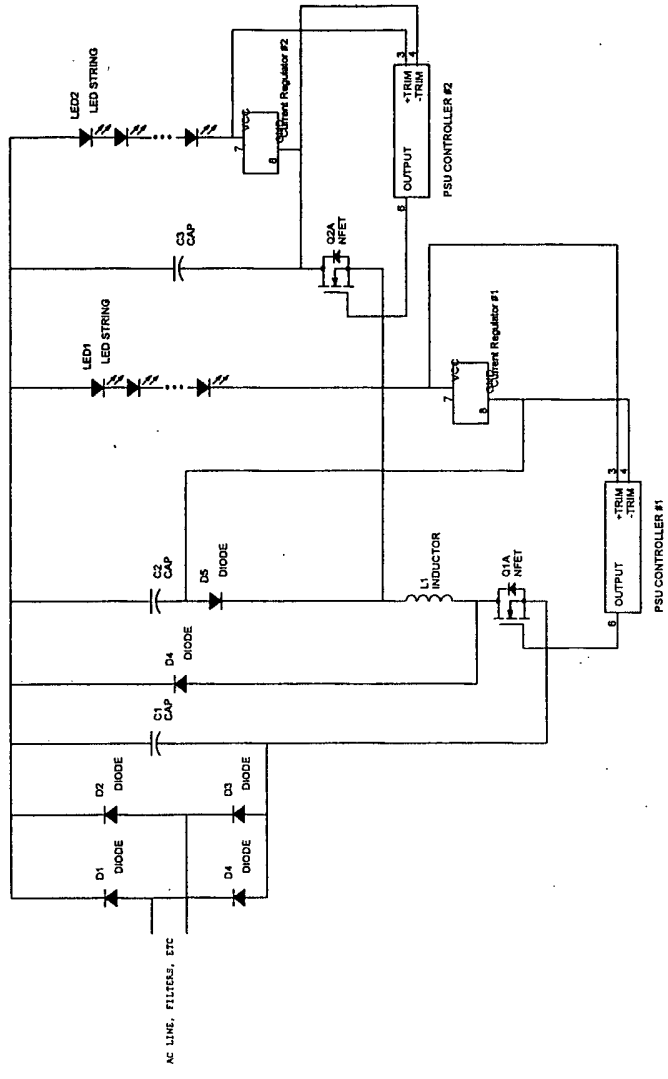 AC LINE, FILTERS, ETC
D1
DIODE
D2
DIODE
D4
DIODE
D3
DIODE
C1
CAP
D4
DIODE
C2
CAP
D5
DIODE
L1
INDUCTOR
Q1A
NFET
LED1
LED STRING
C3
CAP
Q2A
NFET
LED2
LED STRING
7
VCC
8
GND
Current Regulator #1
7
VCC
8
GND
Current Regulator #2
6
OUTPUT
+TRIM
-TRIM
3
4
PSU CONTROLLER #1
6
OUTPUT
+TRIM
-TRIM
3
4
PSU CONTROLLER #2